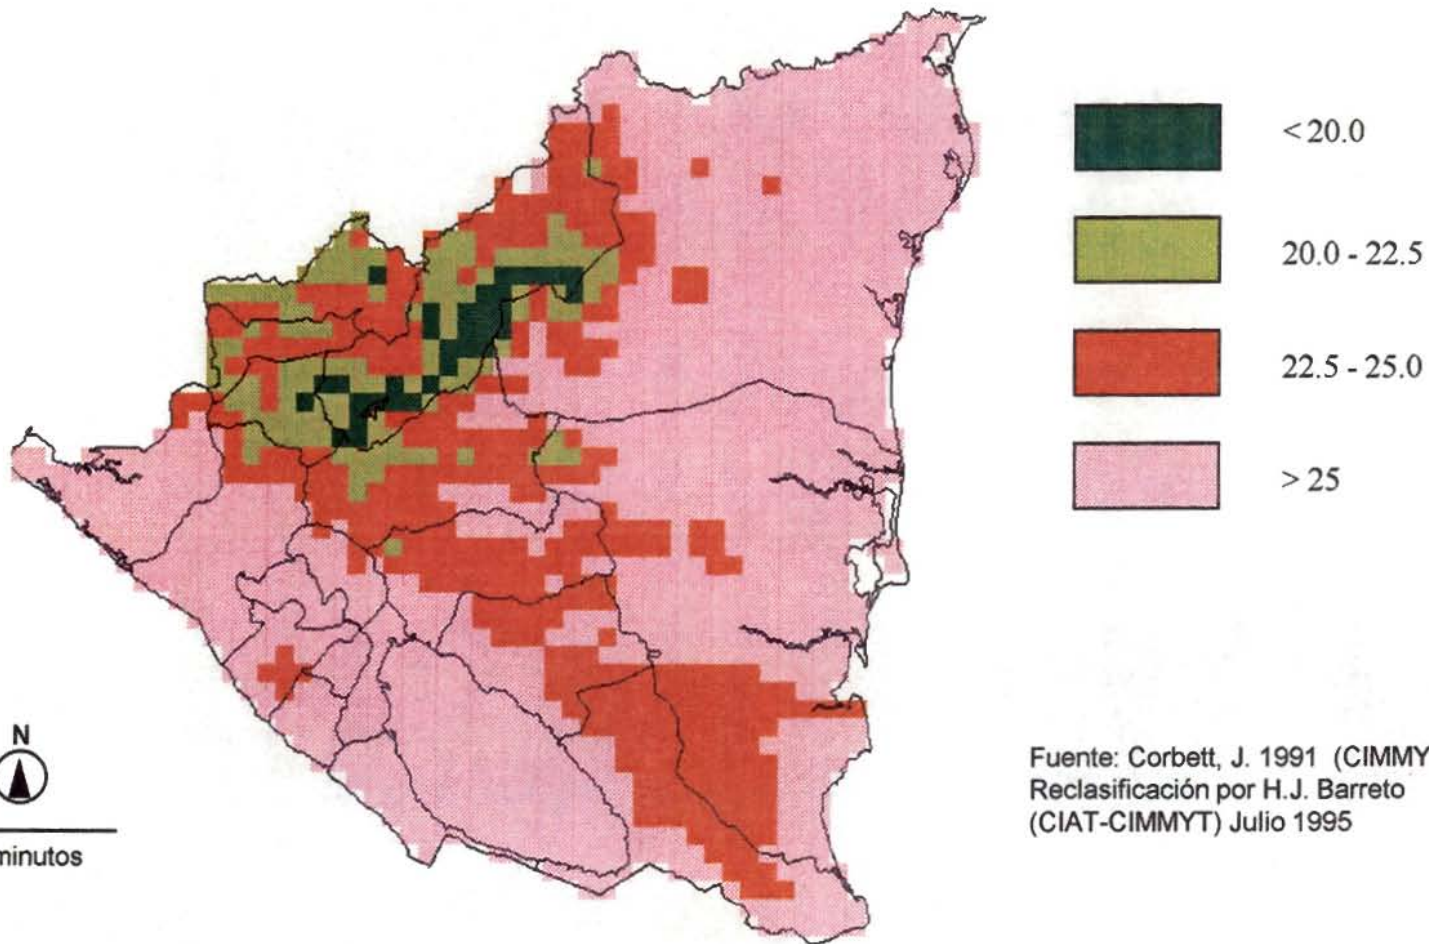 < 20.0
20.0 - 22.5
22.5 - 25.0
> 25
N
minutos
Fuente: Corbett, J. 1991 (CIMMY
Reclasificación por H.J. Barreto
(CIAT-CIMMYT) Julio 1995